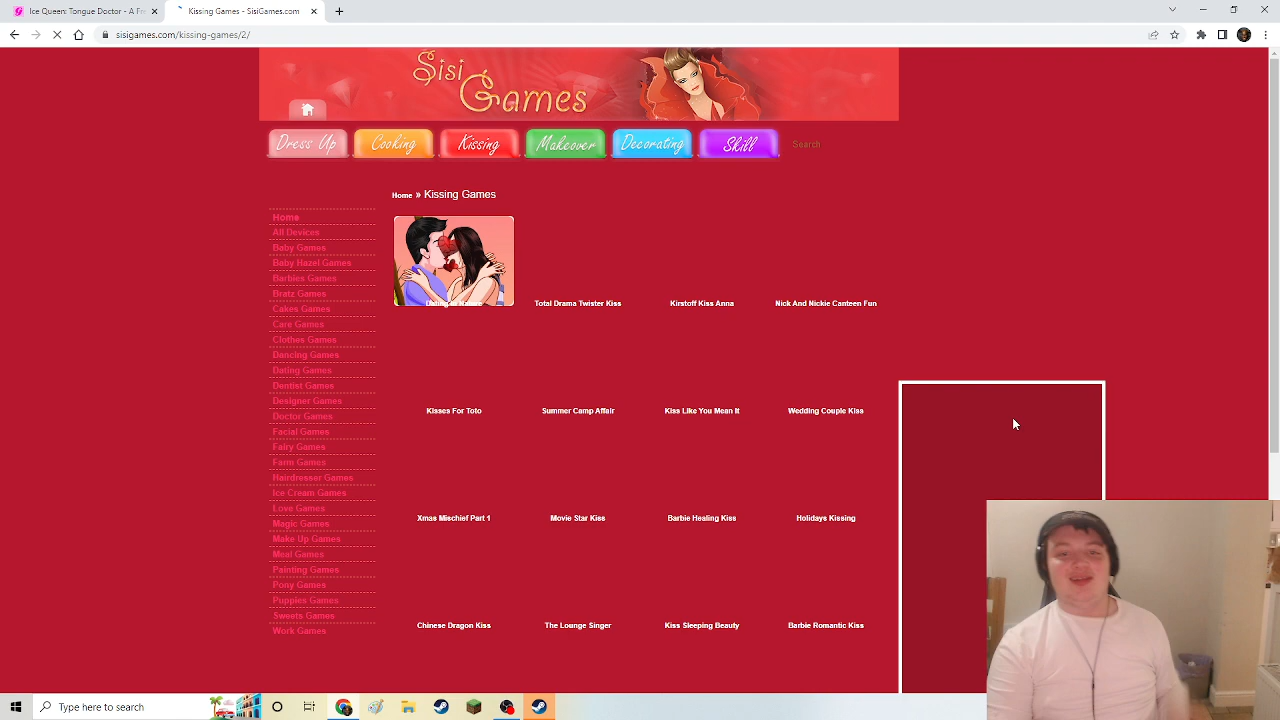 Ice Queen: Tongue Doctor - A Fr
Kissing Games - SisiGames.com
sisigames.com/kissing-games/2/
Sisi
Games
Dress Up
Cooking
Kissing
Makeover
Decorating
Skill
Search
Home » Kissing Games
Home
All Devices
Baby Games
Baby Hazel Games
Barbies Games
Bratz Games
Cakes Games
Care Games
Clothes Games
Dancing Games
Dating Games
Dentist Games
Designer Games
Doctor Games
Facial Games
Fairy Games
Farm Games
Hairdresser Games
Ice Cream Games
Love Games
Magic Games
Make Up Games
Meal Games
Painting Games
Pony Games
Puppies Games
Sweets Games
Work Games
Total Drama Twister Kiss
Kirstoff Kiss Anna
Nick And Nickie Canteen Fun
Kisses For Toto
Summer Camp Affair
Kiss Like You Mean It
Wedding Couple Kiss
Xmas Mischief Part 1
Movie Star Kiss
Barbie Healing Kiss
Holidays Kissing
Chinese Dragon Kiss
The Lounge Singer
Kiss Sleeping Beauty
Barbie Romantic Kiss
Type here to search